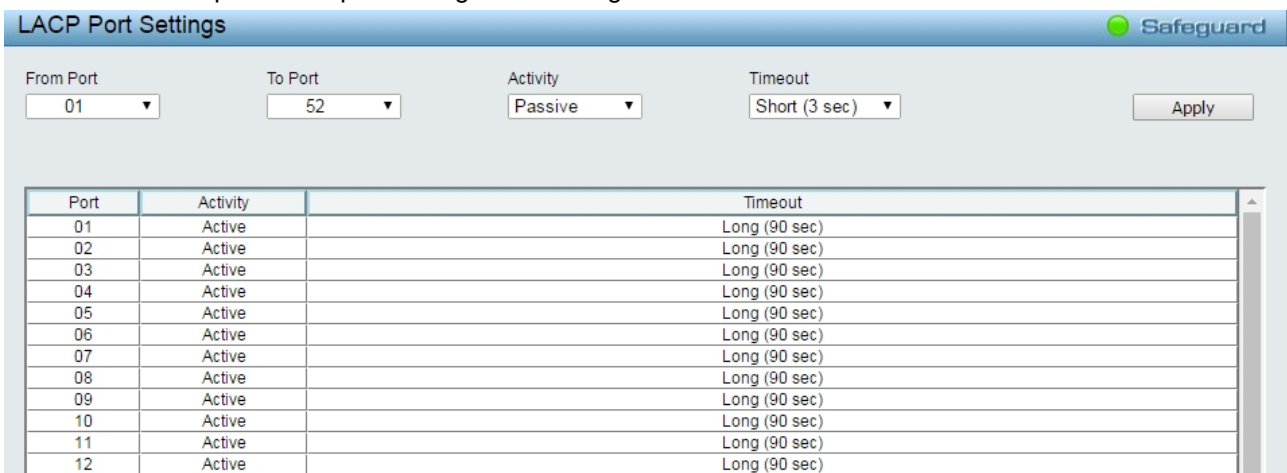 LACP Port Settings Safeguard
From Port To Port Activity Timeout
01 52 Passive Short (3 sec) Apply
Port Activity Timeout
01 Active Long (90 sec)
02 Active Long (90 sec)
03 Active Long (90 sec)
04 Active Long (90 sec)
05 Active Long (90 sec)
06 Active Long (90 sec)
07 Active Long (90 sec)
08 Active Long (90 sec)
09 Active Long (90 sec)
10 Active Long (90 sec)
11 Active Long (90 sec)
12 Active Long (90 sec)